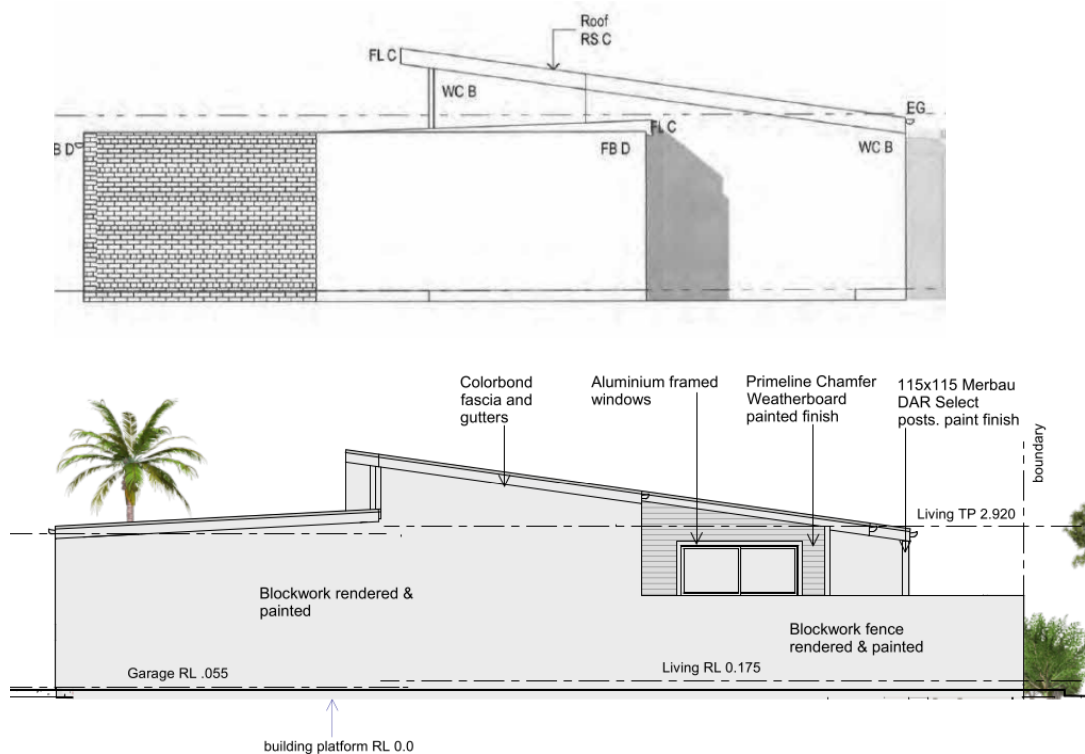 Roof
RS C
FL C
WC B
EG
FL C
B D
FB D
WC B
Colorbond
fascia and
gutters
Aluminium framed
windows
Primeline Chamfer
Weatherboard
painted finish
115x115 Merbau
DAR Select
posts. paint finish
boundary
Living TP 2.920
Blockwork rendered &
painted
Blockwork fence
rendered & painted
Garage RL .055
Living RL 0.175
building platform RL 0.0